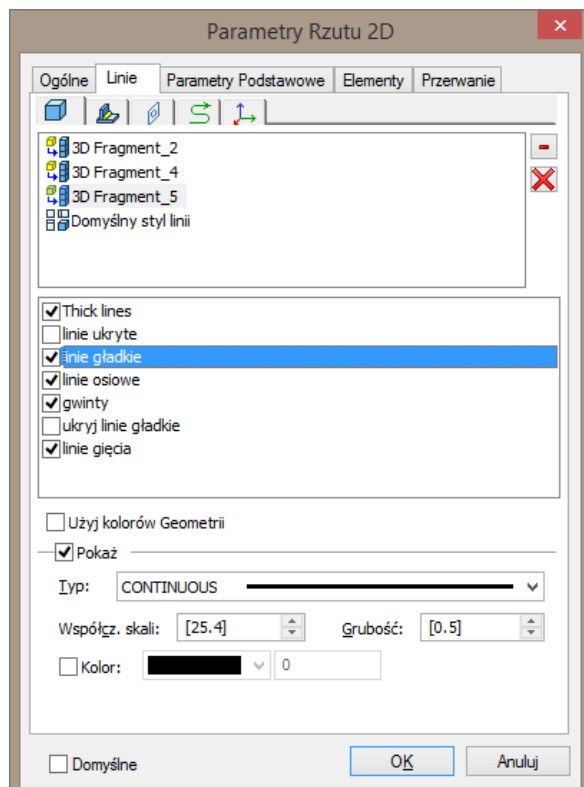 Parametry Rzutu 2D
Ogólne Linie Parametry Podstawowe Elementy Przerwanie
3D Fragment_2
3D Fragment_4
3D Fragment_5
Domyślny styl linii
Thick lines
linie ukryte
linie gładkie
linie osiowe
gwinty
ukryj linie gładkie
linie gięcia
Użyj kolorów Geometrii
Pokaż
Typ: CONTINUOUS
Współcz. skali: [25.4] Grubość: [0.5]
Kolor: 0
Domyślne OK Anuluj